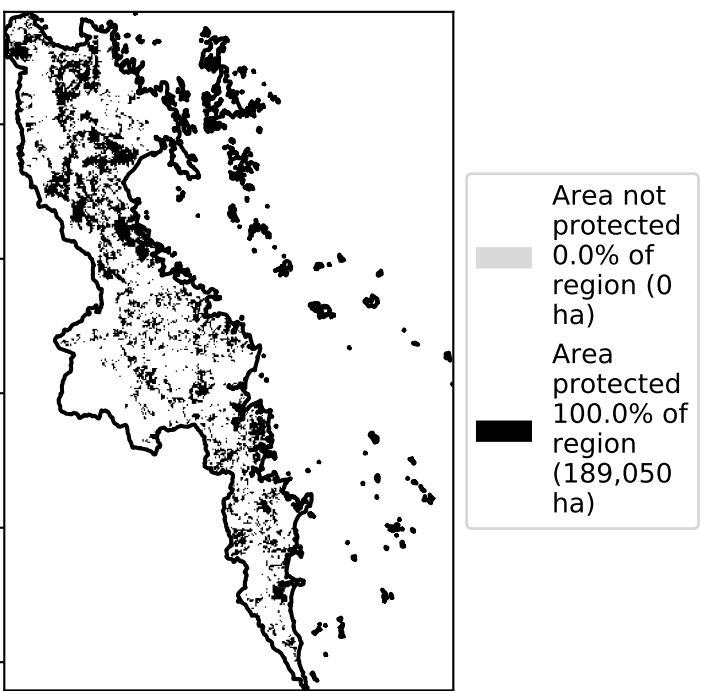 Area not
protected
0.0% of
region (0
ha)
Area
protected
100.0% of
region
(189,050
ha)